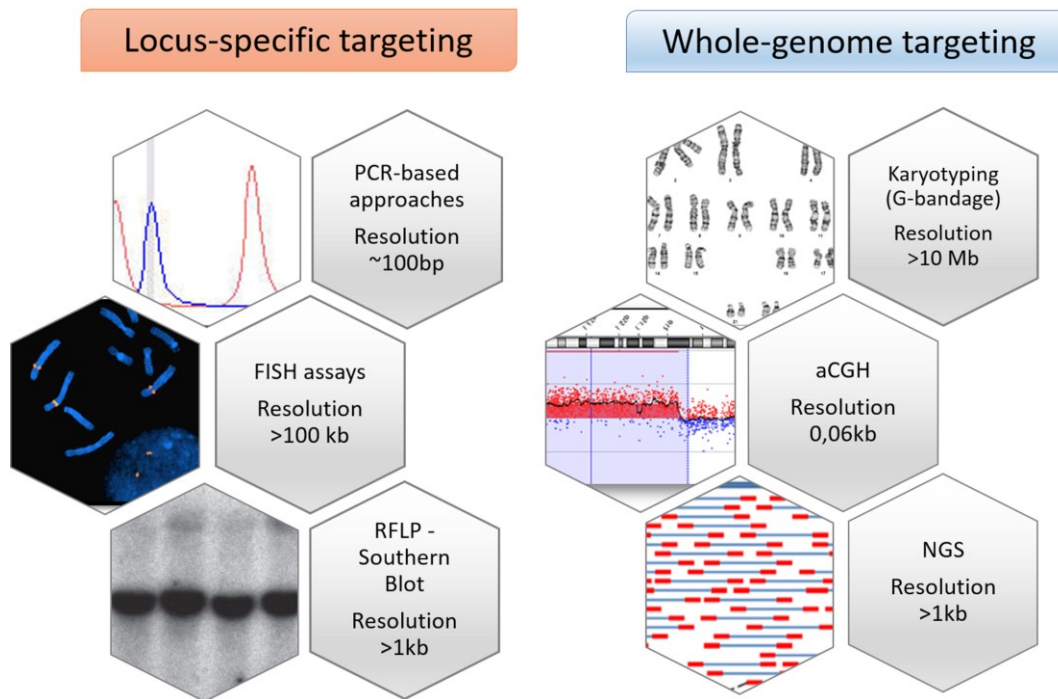 Locus-specific targeting
PCR-based
approaches
Resolution
~100bp
FISH assays
Resolution
>100 kb
RFLP -
Southern
Blot
Resolution
>1kb
Whole-genome targeting
Karyotyping
(G-bandage)
Resolution
>10 Mb
aCGH
Resolution
0,06kb
NGS
Resolution
>1kb